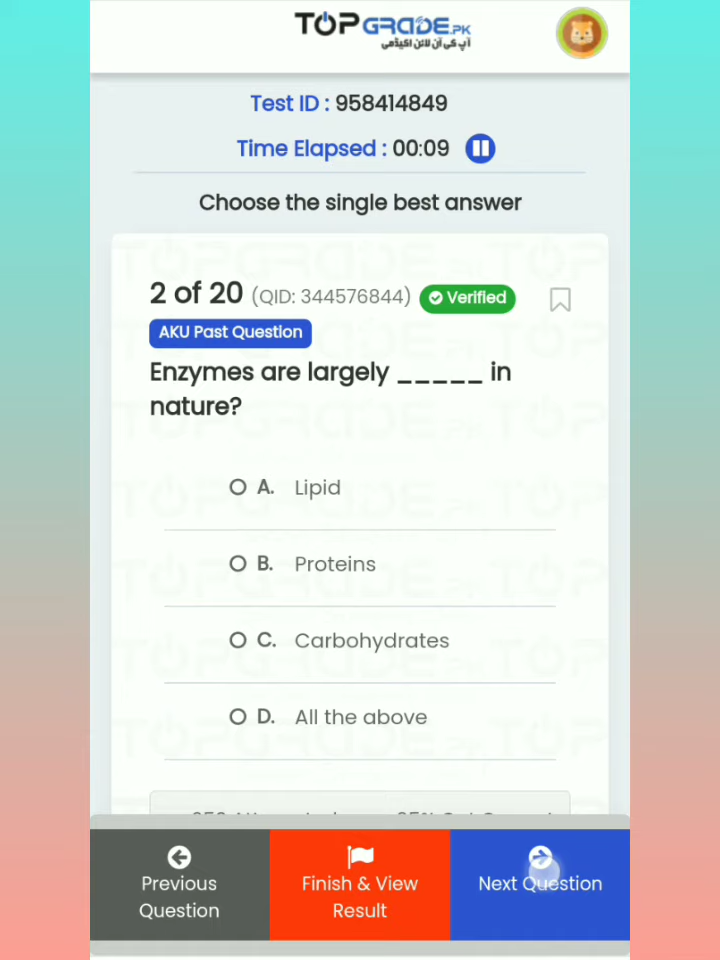 TOPGRADE.PK
آپ کی آن لائن اکیڈمی
Test ID : 958414849
Time Elapsed : 00:09
Choose the single best answer
2 of 20 (QID: 344576844) Verified
AKU Past Question
Enzymes are largely _____ in
nature?
A. Lipid
B. Proteins
C. Carbohydrates
D. All the above
Previous
Question
Finish & View
Result
Next Question